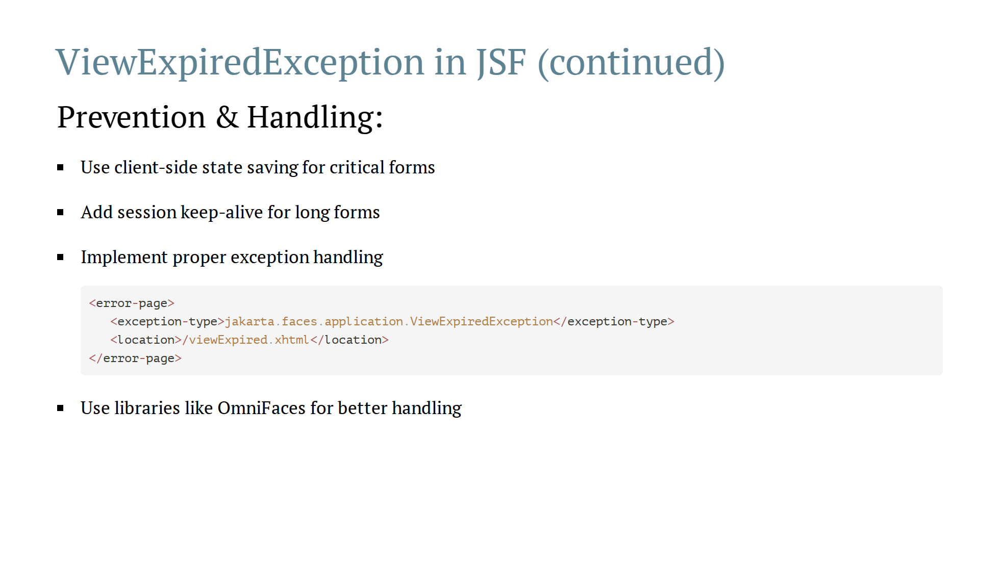 ViewExpiredException in JSF (continued)
Prevention & Handling:
▪ Use client-side state saving for critical forms
▪ Add session keep-alive for long forms
▪ Implement proper exception handling
<error-page>
   <exception-type>jakarta.faces.application.ViewExpiredException</exception-type>
   <location>/viewExpired.xhtml</location>
</error-page>
▪ Use libraries like OmniFaces for better handling